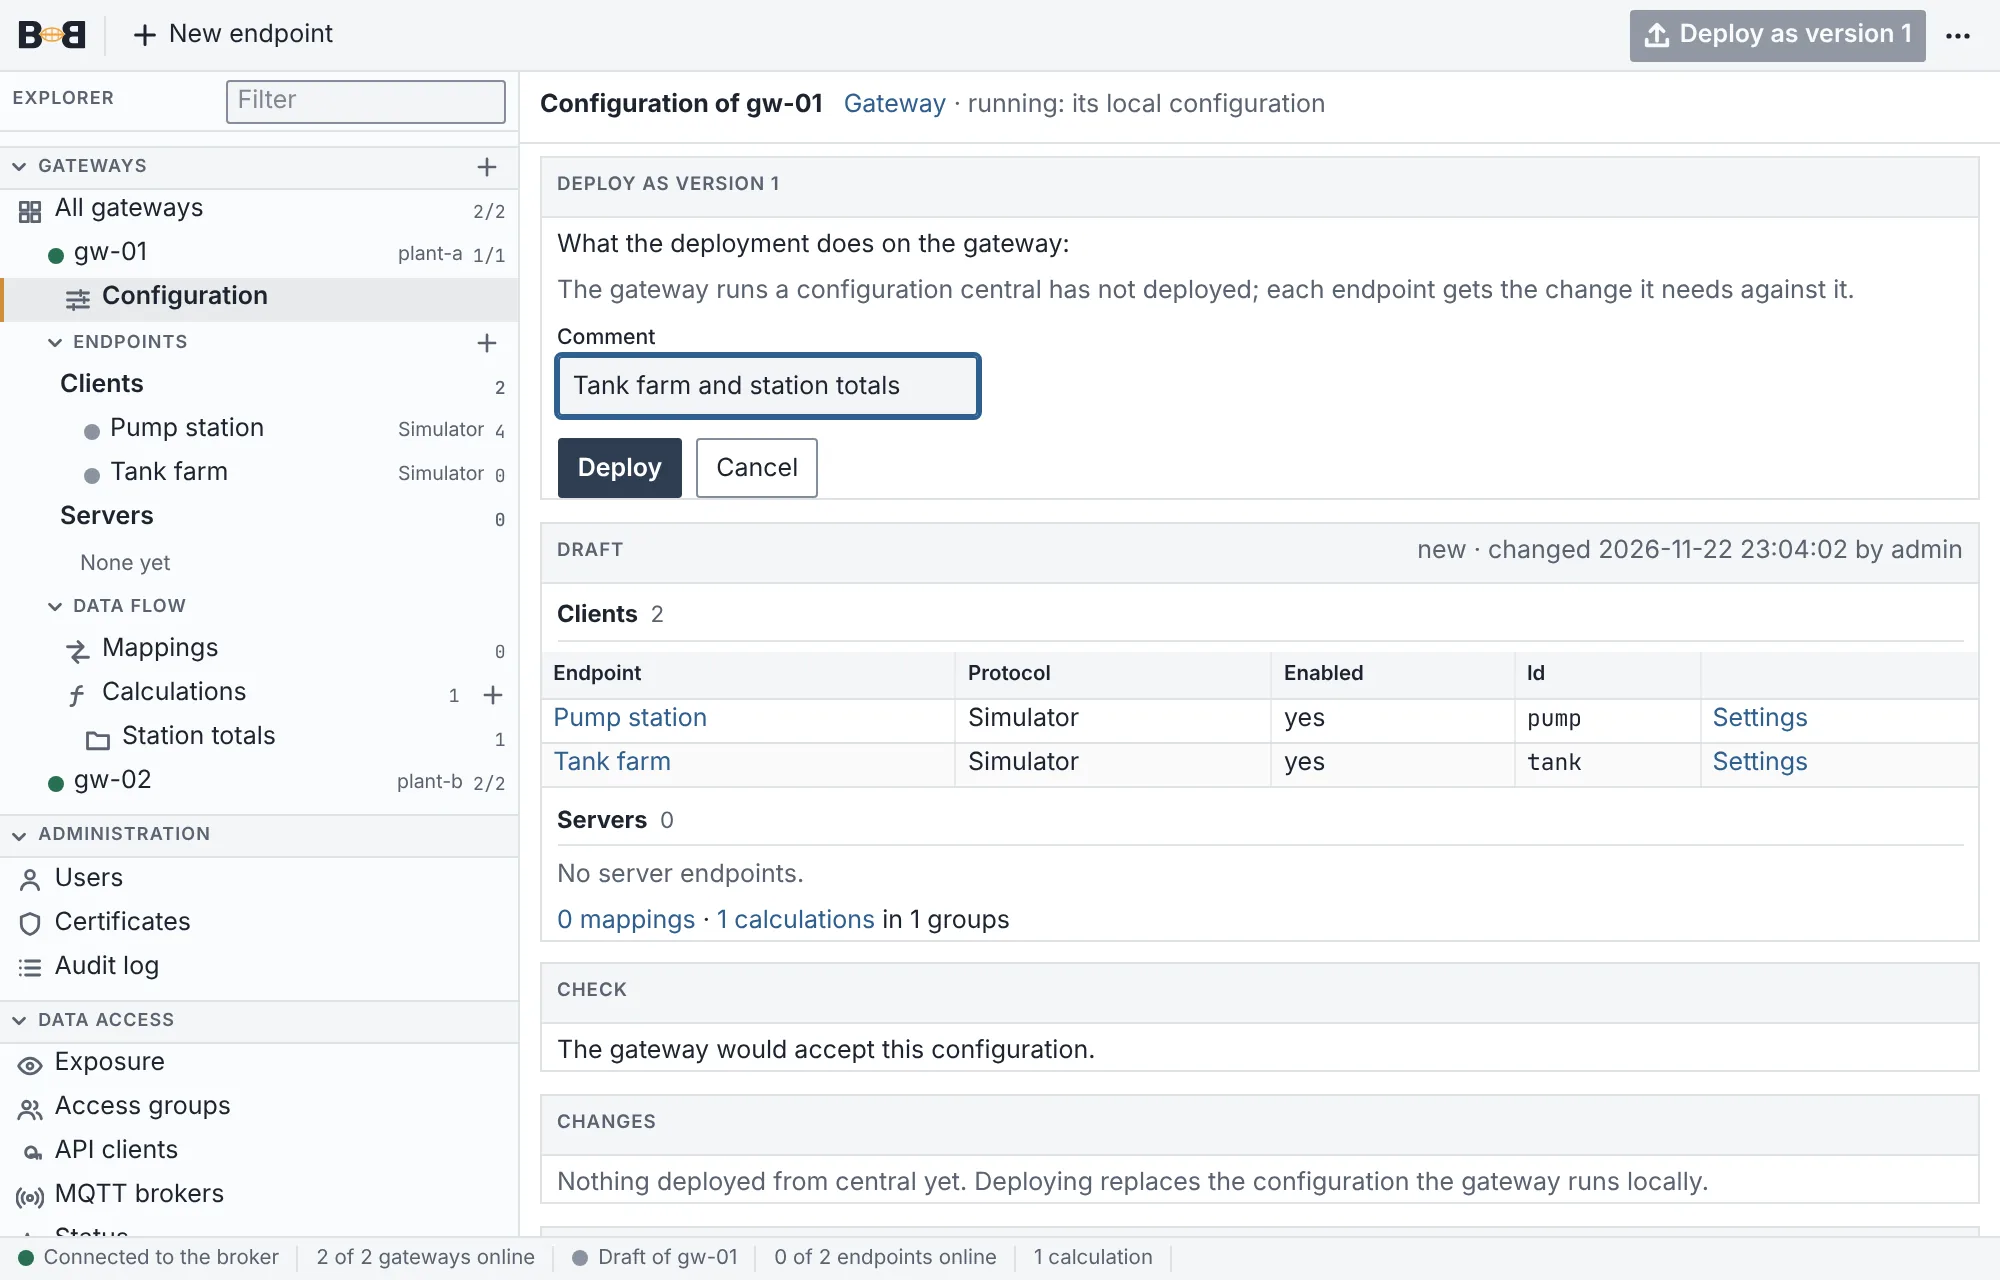 BB
New endpoint
Deploy as version 1
EXPLORER
Filter
GATEWAYS
All gateways 2/2
gw-01 plant-a 1/1
Configuration
ENDPOINTS
Clients 2
Pump station Simulator 4
Tank farm Simulator 0
Servers 0
None yet
DATA FLOW
Mappings 0
Calculations 1
Station totals 1
gw-02 plant-b 2/2
ADMINISTRATION
Users
Certificates
Audit log
DATA ACCESS
Exposure
Access groups
API clients
MQTT brokers
Status
Configuration of gw-01 Gateway · running: its local configuration
DEPLOY AS VERSION 1
What the deployment does on the gateway:
The gateway runs a configuration central has not deployed; each endpoint gets the change it needs against it.
Comment
Tank farm and station totals
Deploy Cancel
DRAFT new · changed 2026-11-22 23:04:02 by admin
Clients 2
Endpoint Protocol Enabled Id
Pump station Simulator yes pump Settings
Tank farm Simulator yes tank Settings
Servers 0
No server endpoints.
0 mappings · 1 calculations in 1 groups
CHECK
The gateway would accept this configuration.
CHANGES
Nothing deployed from central yet. Deploying replaces the configuration the gateway runs locally.
Connected to the broker 2 of 2 gateways online Draft of gw-01 0 of 2 endpoints online 1 calculation